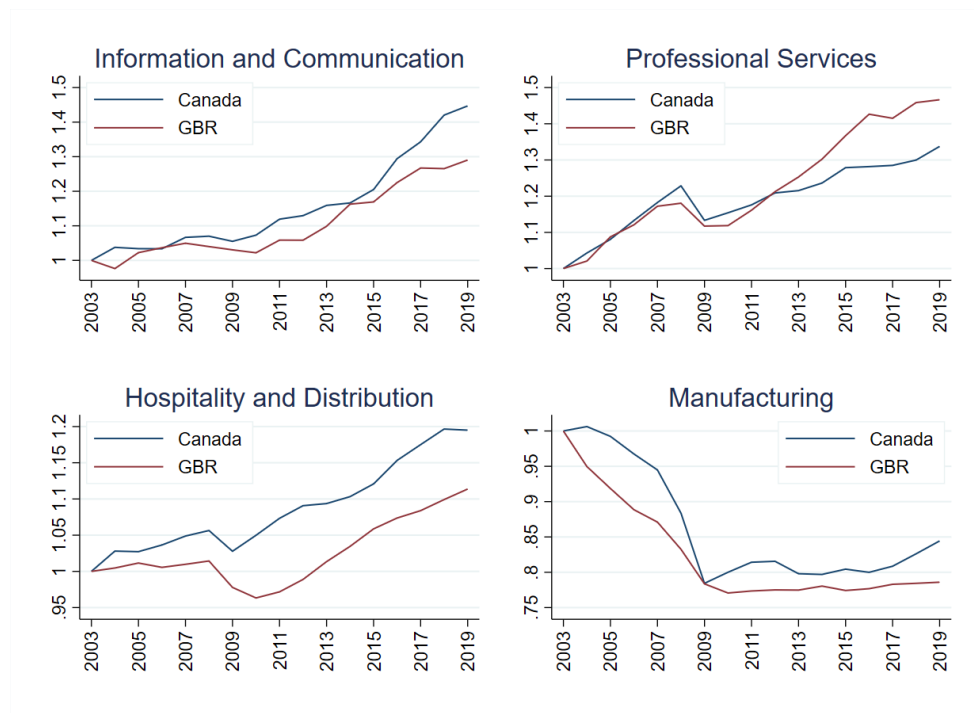 Information and Communication
Canada
GBR
1.5
1.4
1.3
1.2
1.1
1
2003 2005 2007 2009 2011 2013 2015 2017 2019
Professional Services
Canada
GBR
1.5
1.4
1.3
1.2
1.1
1
2003 2005 2007 2009 2011 2013 2015 2017 2019
Hospitality and Distribution
Canada
GBR
1.2
1.15
1.1
1.05
1
.95
2003 2005 2007 2009 2011 2013 2015 2017 2019
Manufacturing
Canada
GBR
1
.95
.9
.85
.8
.75
2003 2005 2007 2009 2011 2013 2015 2017 2019